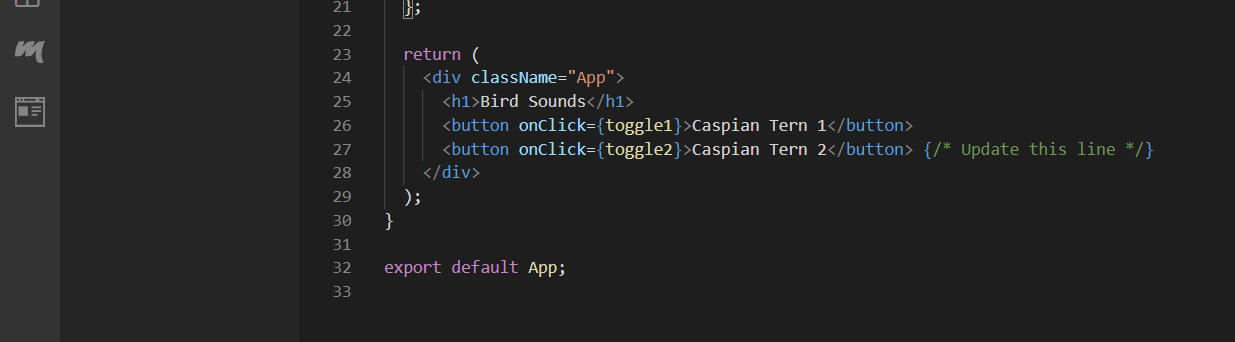 21 };
22
23 return (
24 <div className="App">
25 <h1>Bird Sounds</h1>
26 <button onClick={toggle1}>Caspian Tern 1</button>
27 <button onClick={toggle2}>Caspian Tern 2</button> {/* Update this line */}
28 </div>
29 );
30 }
31
32 export default App;
33